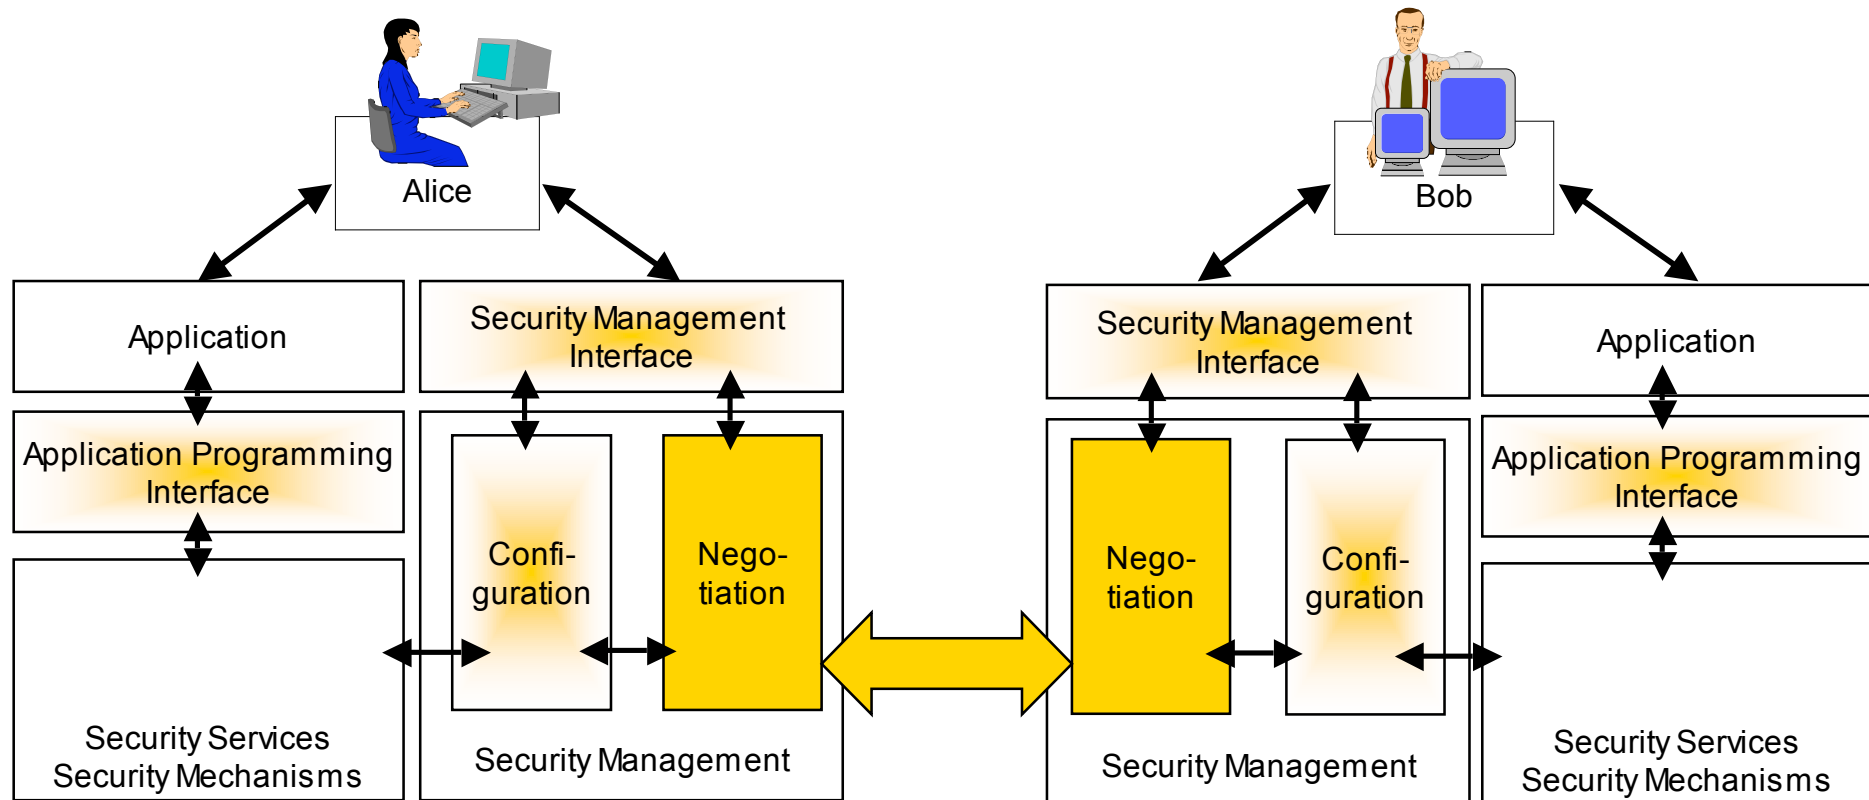 Alice
Bob
Application
Security Management
Interface
Security Management
Interface
Application
Application Programming
Interface
Application Programming
Interface
Confi-
guration
Nego-
tiation
Nego-
tiation
Confi-
guration
Security Services
Security Mechanisms
Security Management
Security Management
Security Services
Security Mechanisms